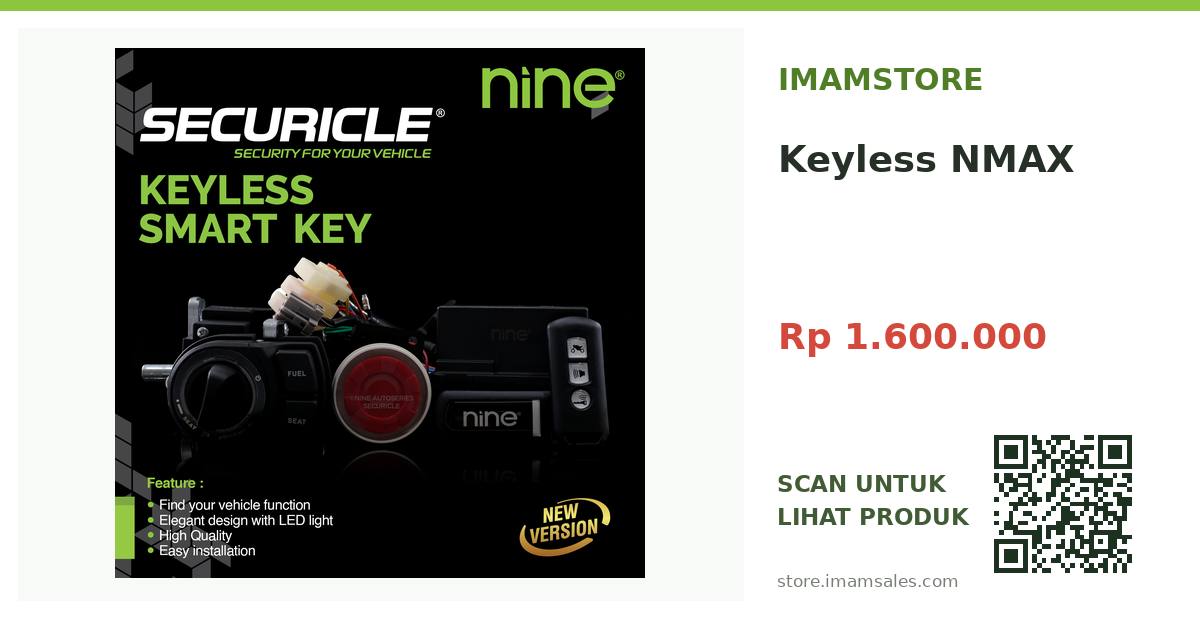 nine®
SECURICLE®
SECURITY FOR YOUR VEHICLE
KEYLESS
SMART KEY
nine
FUEL
SEAT
NINE AUTOSERIES
SECURICLE
nine
Feature :
• Find your vehicle function
• Elegant design with LED light
• High Quality
• Easy installation
NEW
VERSION
IMAMSTORE
Keyless NMAX
Rp 1.600.000
SCAN UNTUK
LIHAT PRODUK
store.imamsales.com